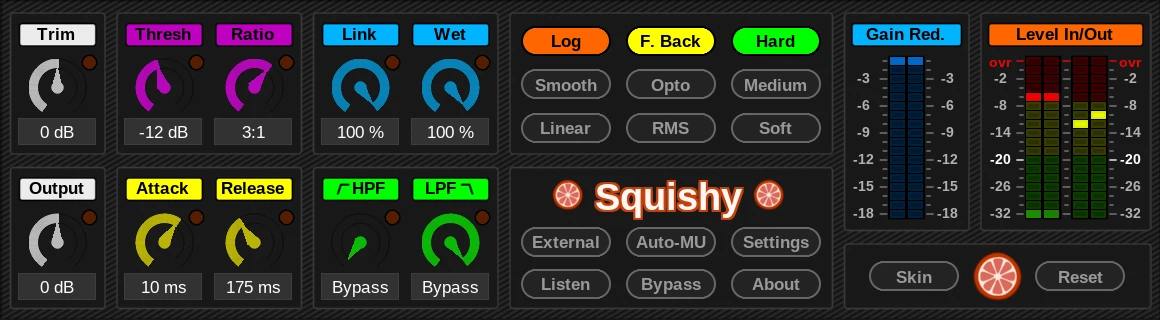 Trim Thresh Ratio Link Wet Log F. Back Hard Gain Red. Level In/Out
ovr ovr
-3 -3 -2 -2
Smooth Opto Medium
-6 -6 -8 -8
0 dB -12 dB 3:1 100 % 100 % Linear RMS Soft
-9 -9 -14 -14
-12 -12 -20 -20
-15 -15 -26 -26
-18 -18 -32 -32
Output Attack Release HPF LPF Squishy
External Auto-MU Settings
Skin Reset
0 dB 10 ms 175 ms Bypass Bypass Listen Bypass About